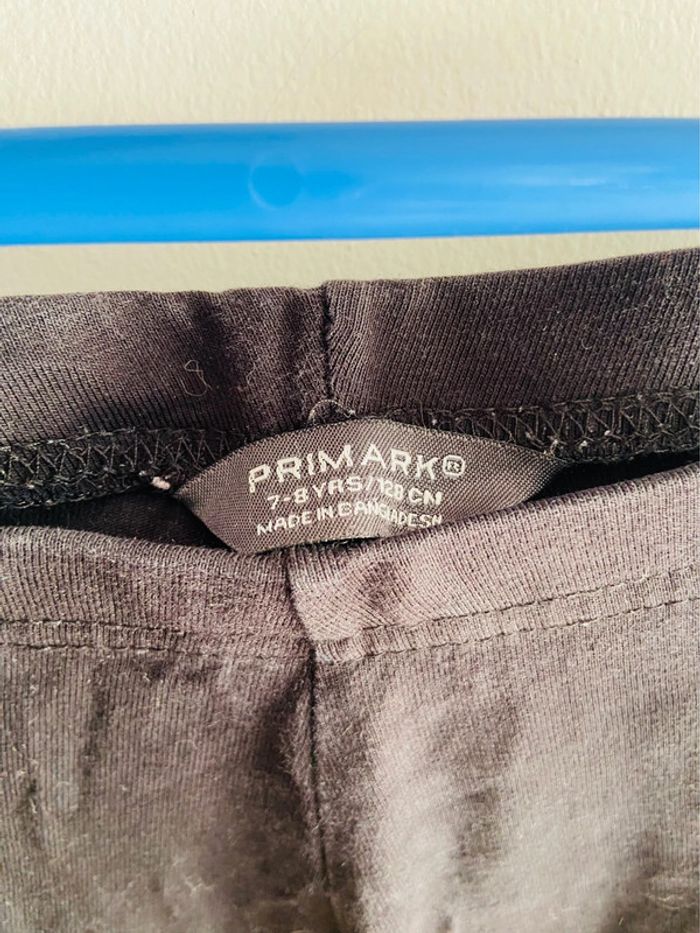 PRIMARK®
7-8 YRS/128 CM
MADE IN BANGLADESH